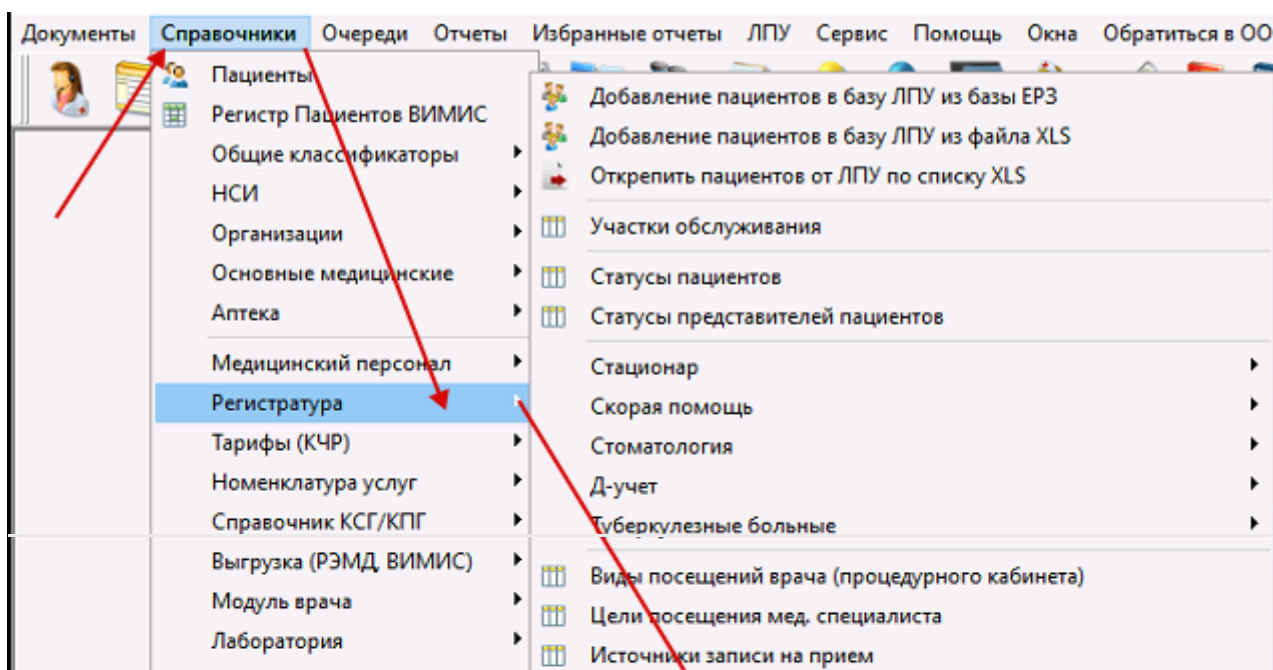 Документы Справочники Очереди Отчеты Избранные отчеты ЛПУ Сервис Помощь Окна Обратиться в ОО
Пациенты
Регистр Пациентов ВИМИС
Общие классификаторы
НСИ
Организации
Основные медицинские
Аптека
Медицинский персонал
Регистратура
Тарифы (КЧР)
Номенклатура услуг
Справочник КСГ/КПГ
Выгрузка (РЭМД, ВИМИС)
Модуль врача
Лаборатория
Добавление пациентов в базу ЛПУ из базы ЕРЗ
Добавление пациентов в базу ЛПУ из файла XLS
Открепить пациентов от ЛПУ по списку XLS
Участки обслуживания
Статусы пациентов
Статусы представителей пациентов
Стационар
Скорая помощь
Стоматология
Д-учет
Туберкулезные больные
Виды посещений врача (процедурного кабинета)
Цели посещения мед. специалиста
Источники записи на прием